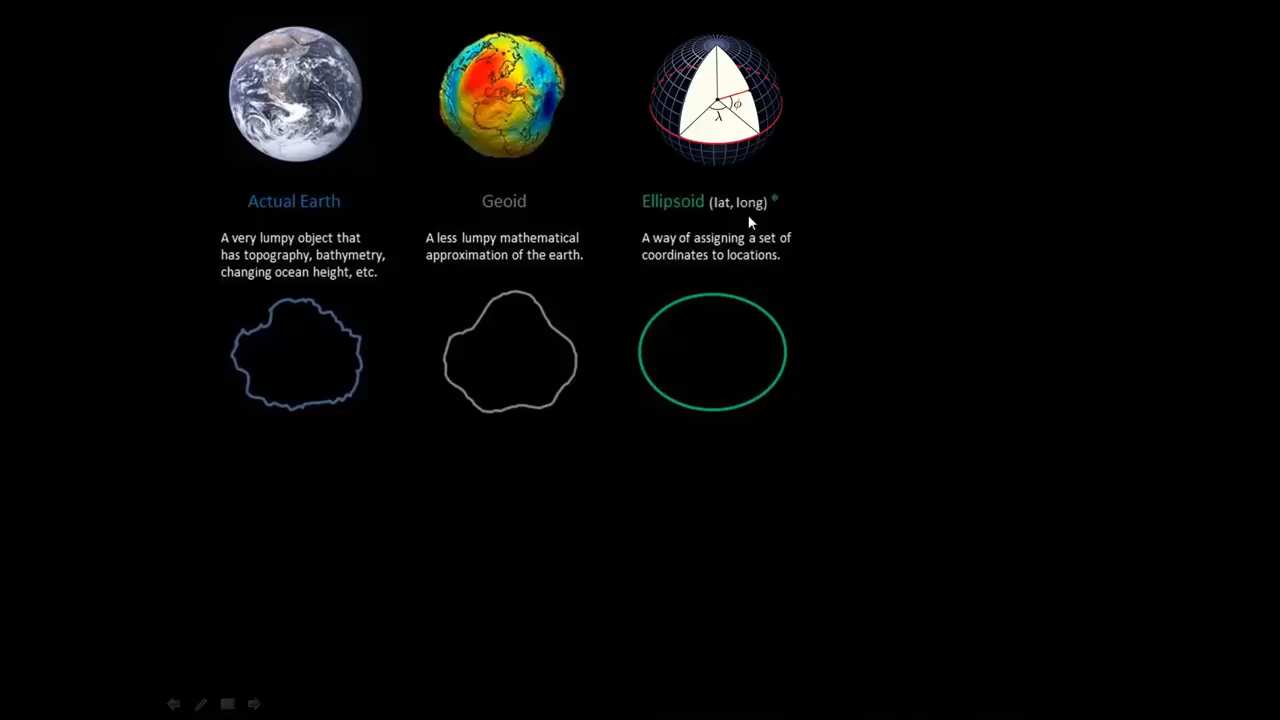 λ
ϕ
Actual Earth
Geoid
Ellipsoid (lat, long) *
A very lumpy object that
has topography, bathymetry,
changing ocean height, etc.
A less lumpy mathematical
approximation of the earth.
A way of assigning a set of
coordinates to locations.